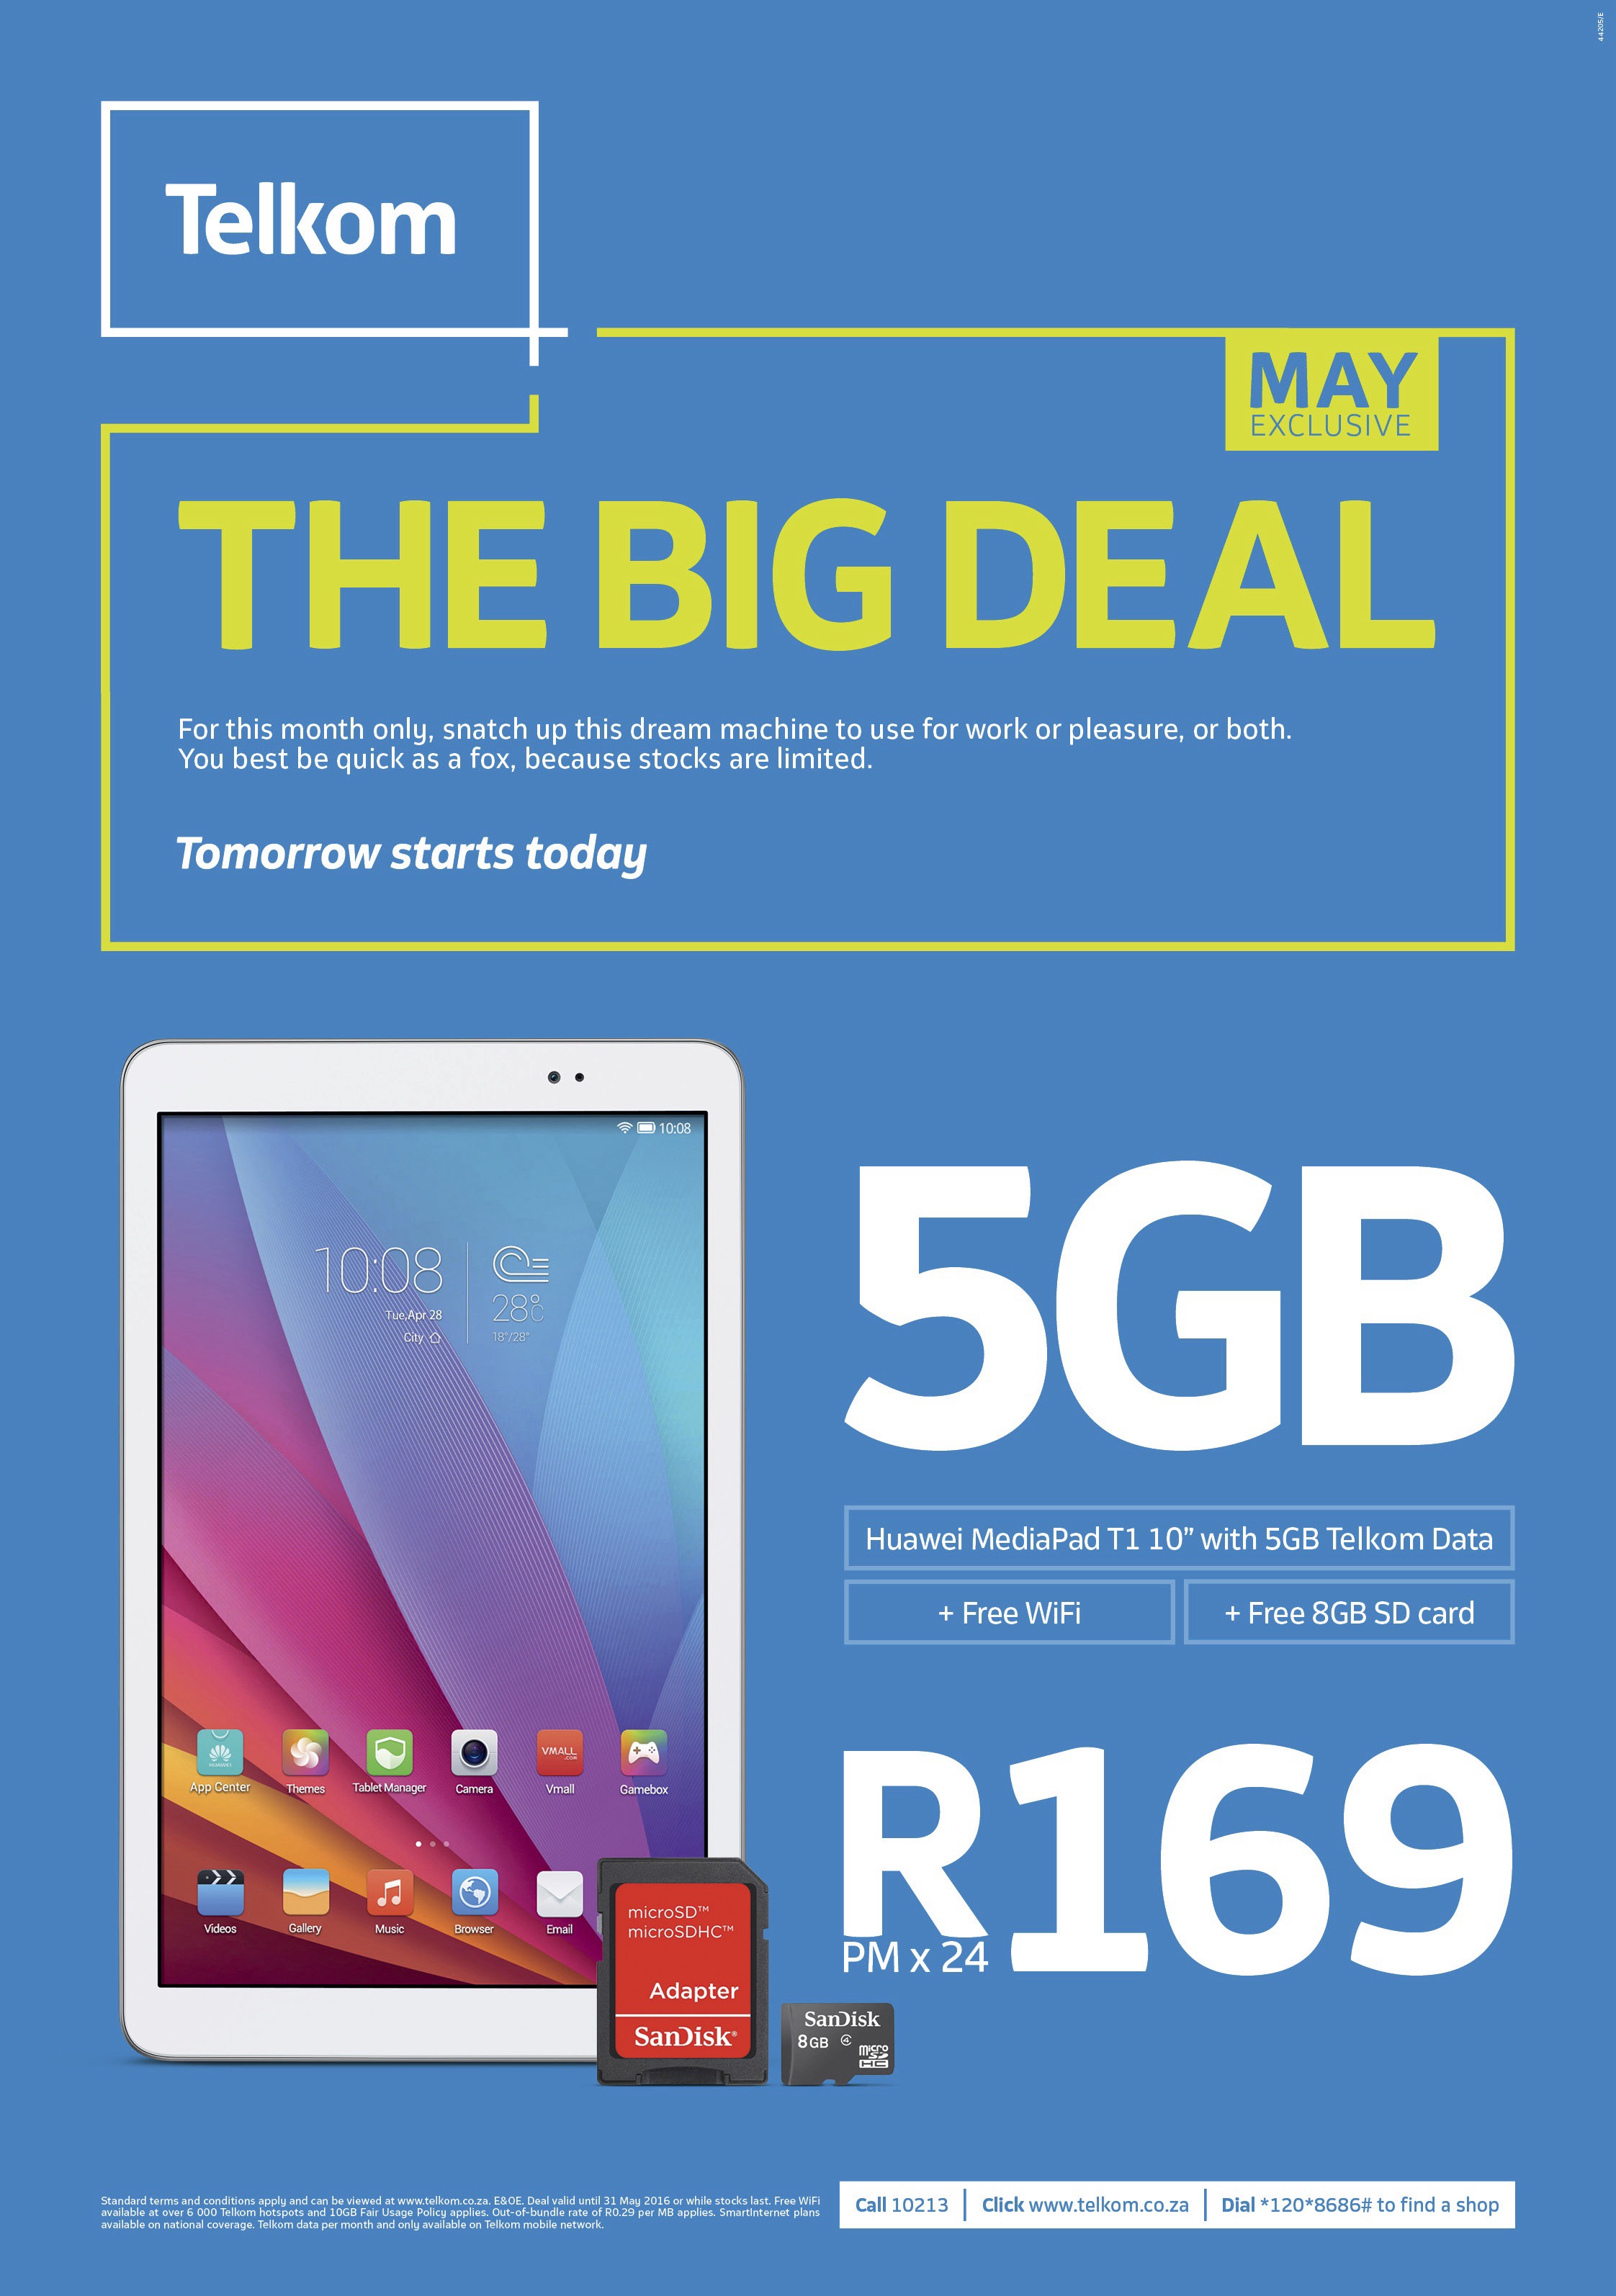 44205/E
Telkom
MAY
EXCLUSIVE
THE BIG DEAL
For this month only, snatch up this dream machine to use for work or pleasure, or both.
You best be quick as a fox, because stocks are limited.
Tomorrow starts today
10:08
10:08
Tue,Apr 28
City
28°C
18°/28°
HUAWEI
VMALL
.COM
App Center
Themes
Tablet Manager
Camera
Vmall
Gamebox
Videos
Gallery
Music
Browser
Email
microSD™
microSDHC™
Adapter
SanDisk®
SanDisk
8GB 4
micro
SD
HC
5GB
Huawei MediaPad T1 10” with 5GB Telkom Data
+ Free WiFi
+ Free 8GB SD card
R169
PM x 24
Standard terms and conditions apply and can be viewed at www.telkom.co.za. E&OE. Deal valid until 31 May 2016 or while stocks last. Free WiFi
available at over 6 000 Telkom hotspots and 10GB Fair Usage Policy applies. Out-of-bundle rate of R0.29 per MB applies. SmartInternet plans
available on national coverage. Telkom data per month and only available on Telkom mobile network.
Call 10213 | Click www.telkom.co.za | Dial *120*8686# to find a shop